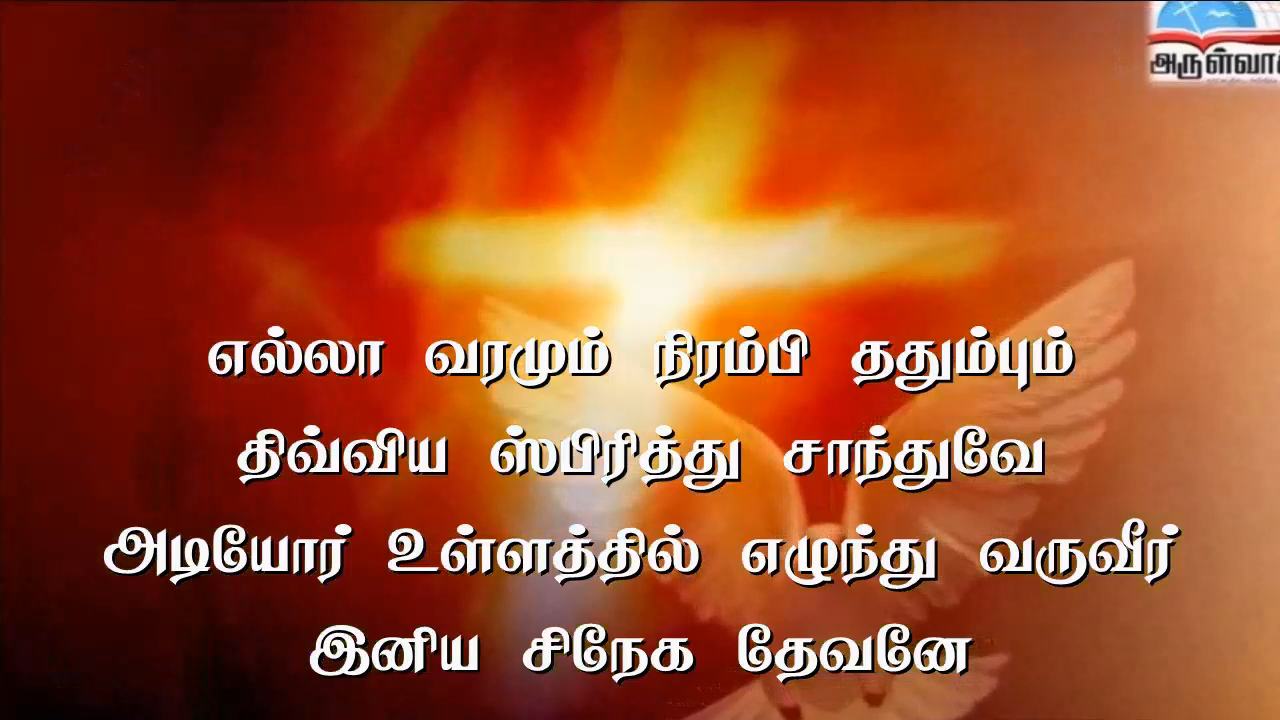 எல்லா வரமும் நிரம்பி ததும்பும்
திவ்விய ஸ்பிரித்து சாந்துவே
அடியோர் உள்ளத்தில் எழுந்து வருவீர்
இனிய சிநேக தேவனே